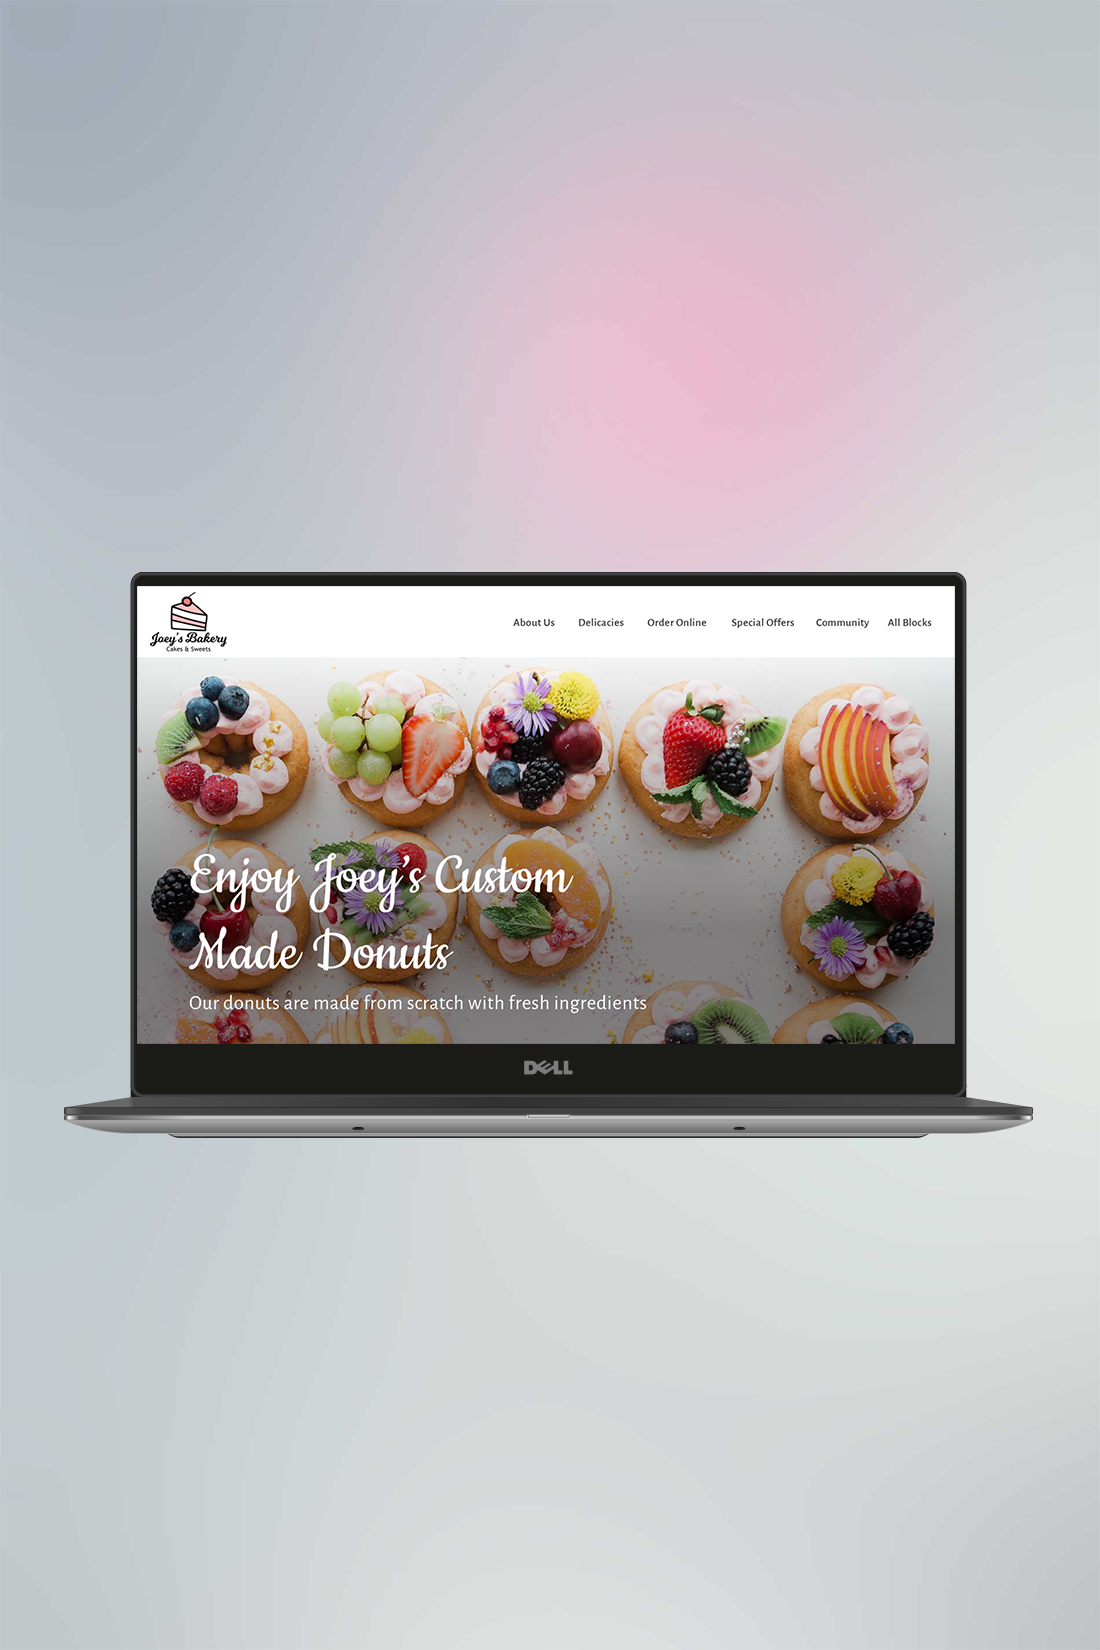 Joey's Bakery
Cakes & Sweets
About Us
Delicacies
Order Online
Special Offers
Community
All Blocks
Enjoy Joey's Custom
Made Donuts
Our donuts are made from scratch with fresh ingredients
DELL